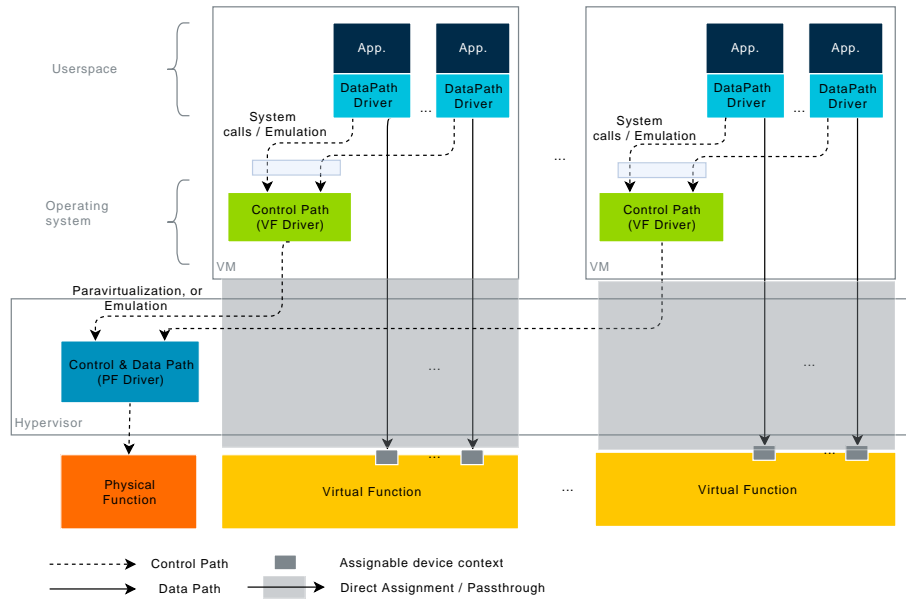 Userspace
App.
App.
DataPath
Driver
...
DataPath
Driver
System
calls / Emulation
Operating
system
Control Path
(VF Driver)
VM
...
App.
App.
DataPath
Driver
...
DataPath
Driver
System
calls / Emulation
Control Path
(VF Driver)
VM
Paravirtualization, or
Emulation
Control & Data Path
(PF Driver)
...
...
Hypervisor
...
...
Physical
Function
Virtual Function
...
Virtual Function
Control Path
Assignable device context
Data Path
Direct Assignment / Passthrough